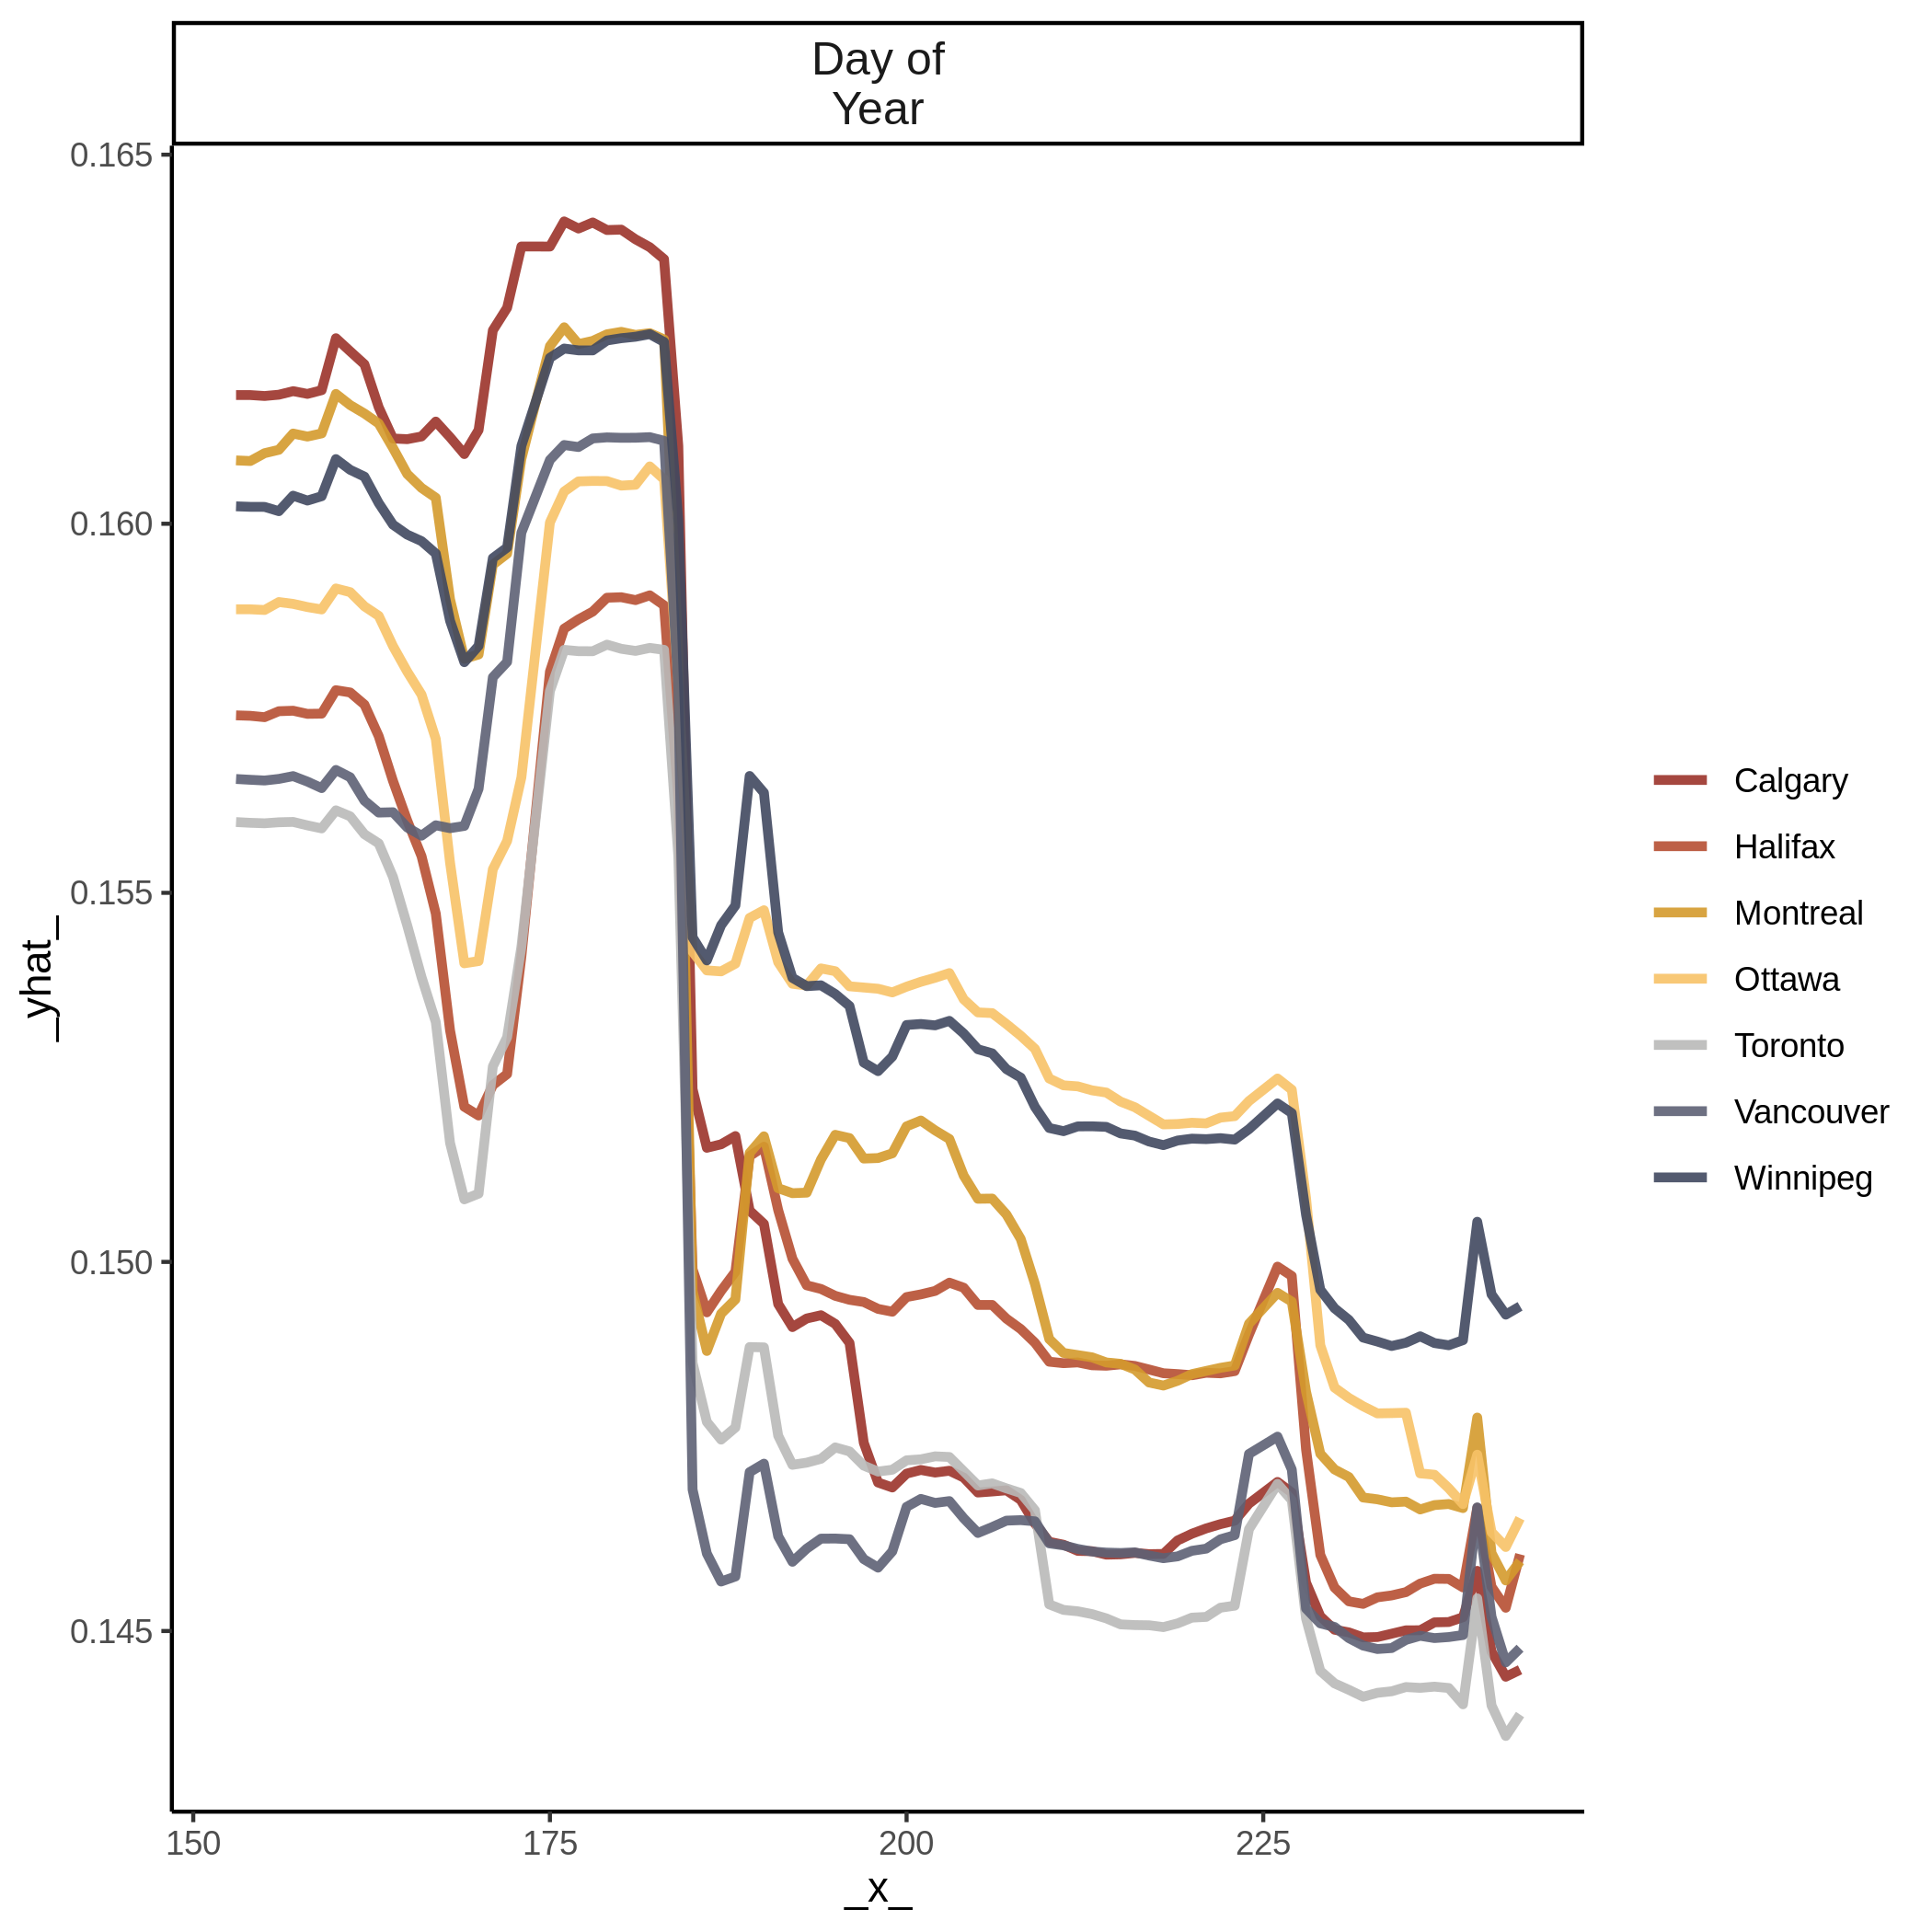 Day of
Year
0.165
0.160
0.155
0.150
0.145
_yhat_
150 175 200 225
_x_
Calgary
Halifax
Montreal
Ottawa
Toronto
Vancouver
Winnipeg